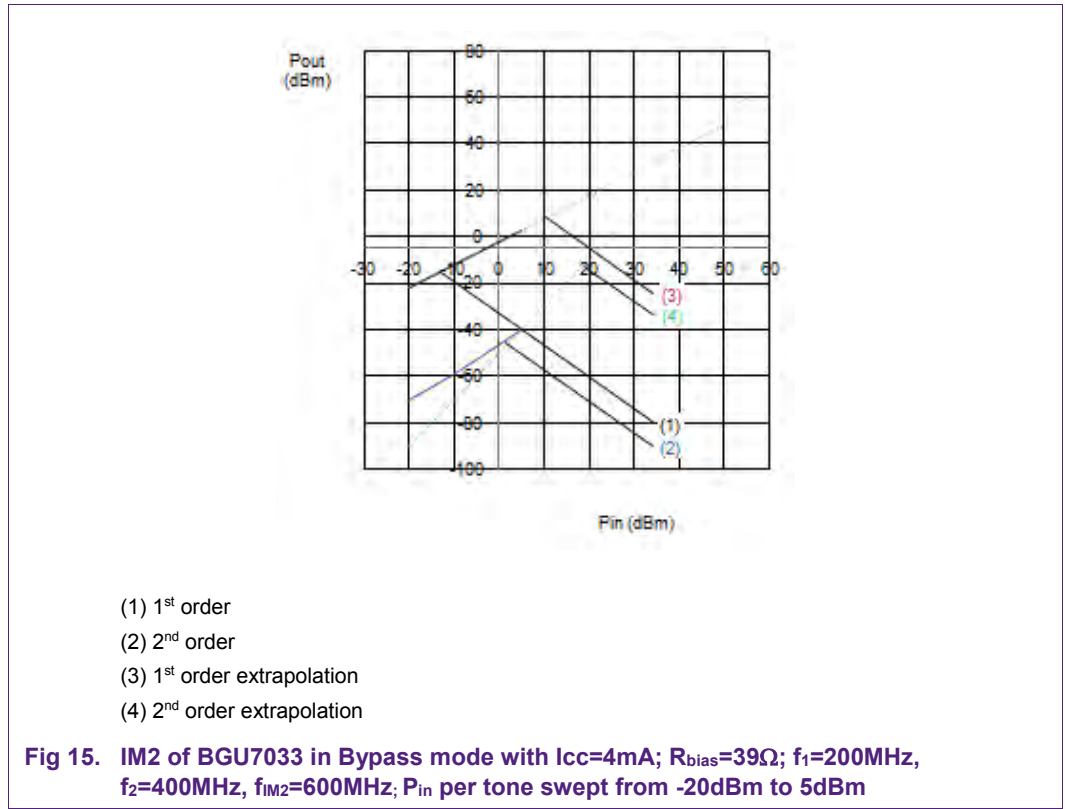 Pout
(dBm)
80
60
40
20
0
-30 -20 -10 0 10 20 30 40 50 60
-20
(3)
(4)
-40
-60
-80
(1)
(2)
-100
Pin (dBm)
(1) 1st order
(2) 2nd order
(3) 1st order extrapolation
(4) 2nd order extrapolation
Fig 15. IM2 of BGU7033 in Bypass mode with Icc=4mA; Rbias=39Ω; f1=200MHz,
f2=400MHz, fIM2=600MHz; Pin per tone swept from -20dBm to 5dBm